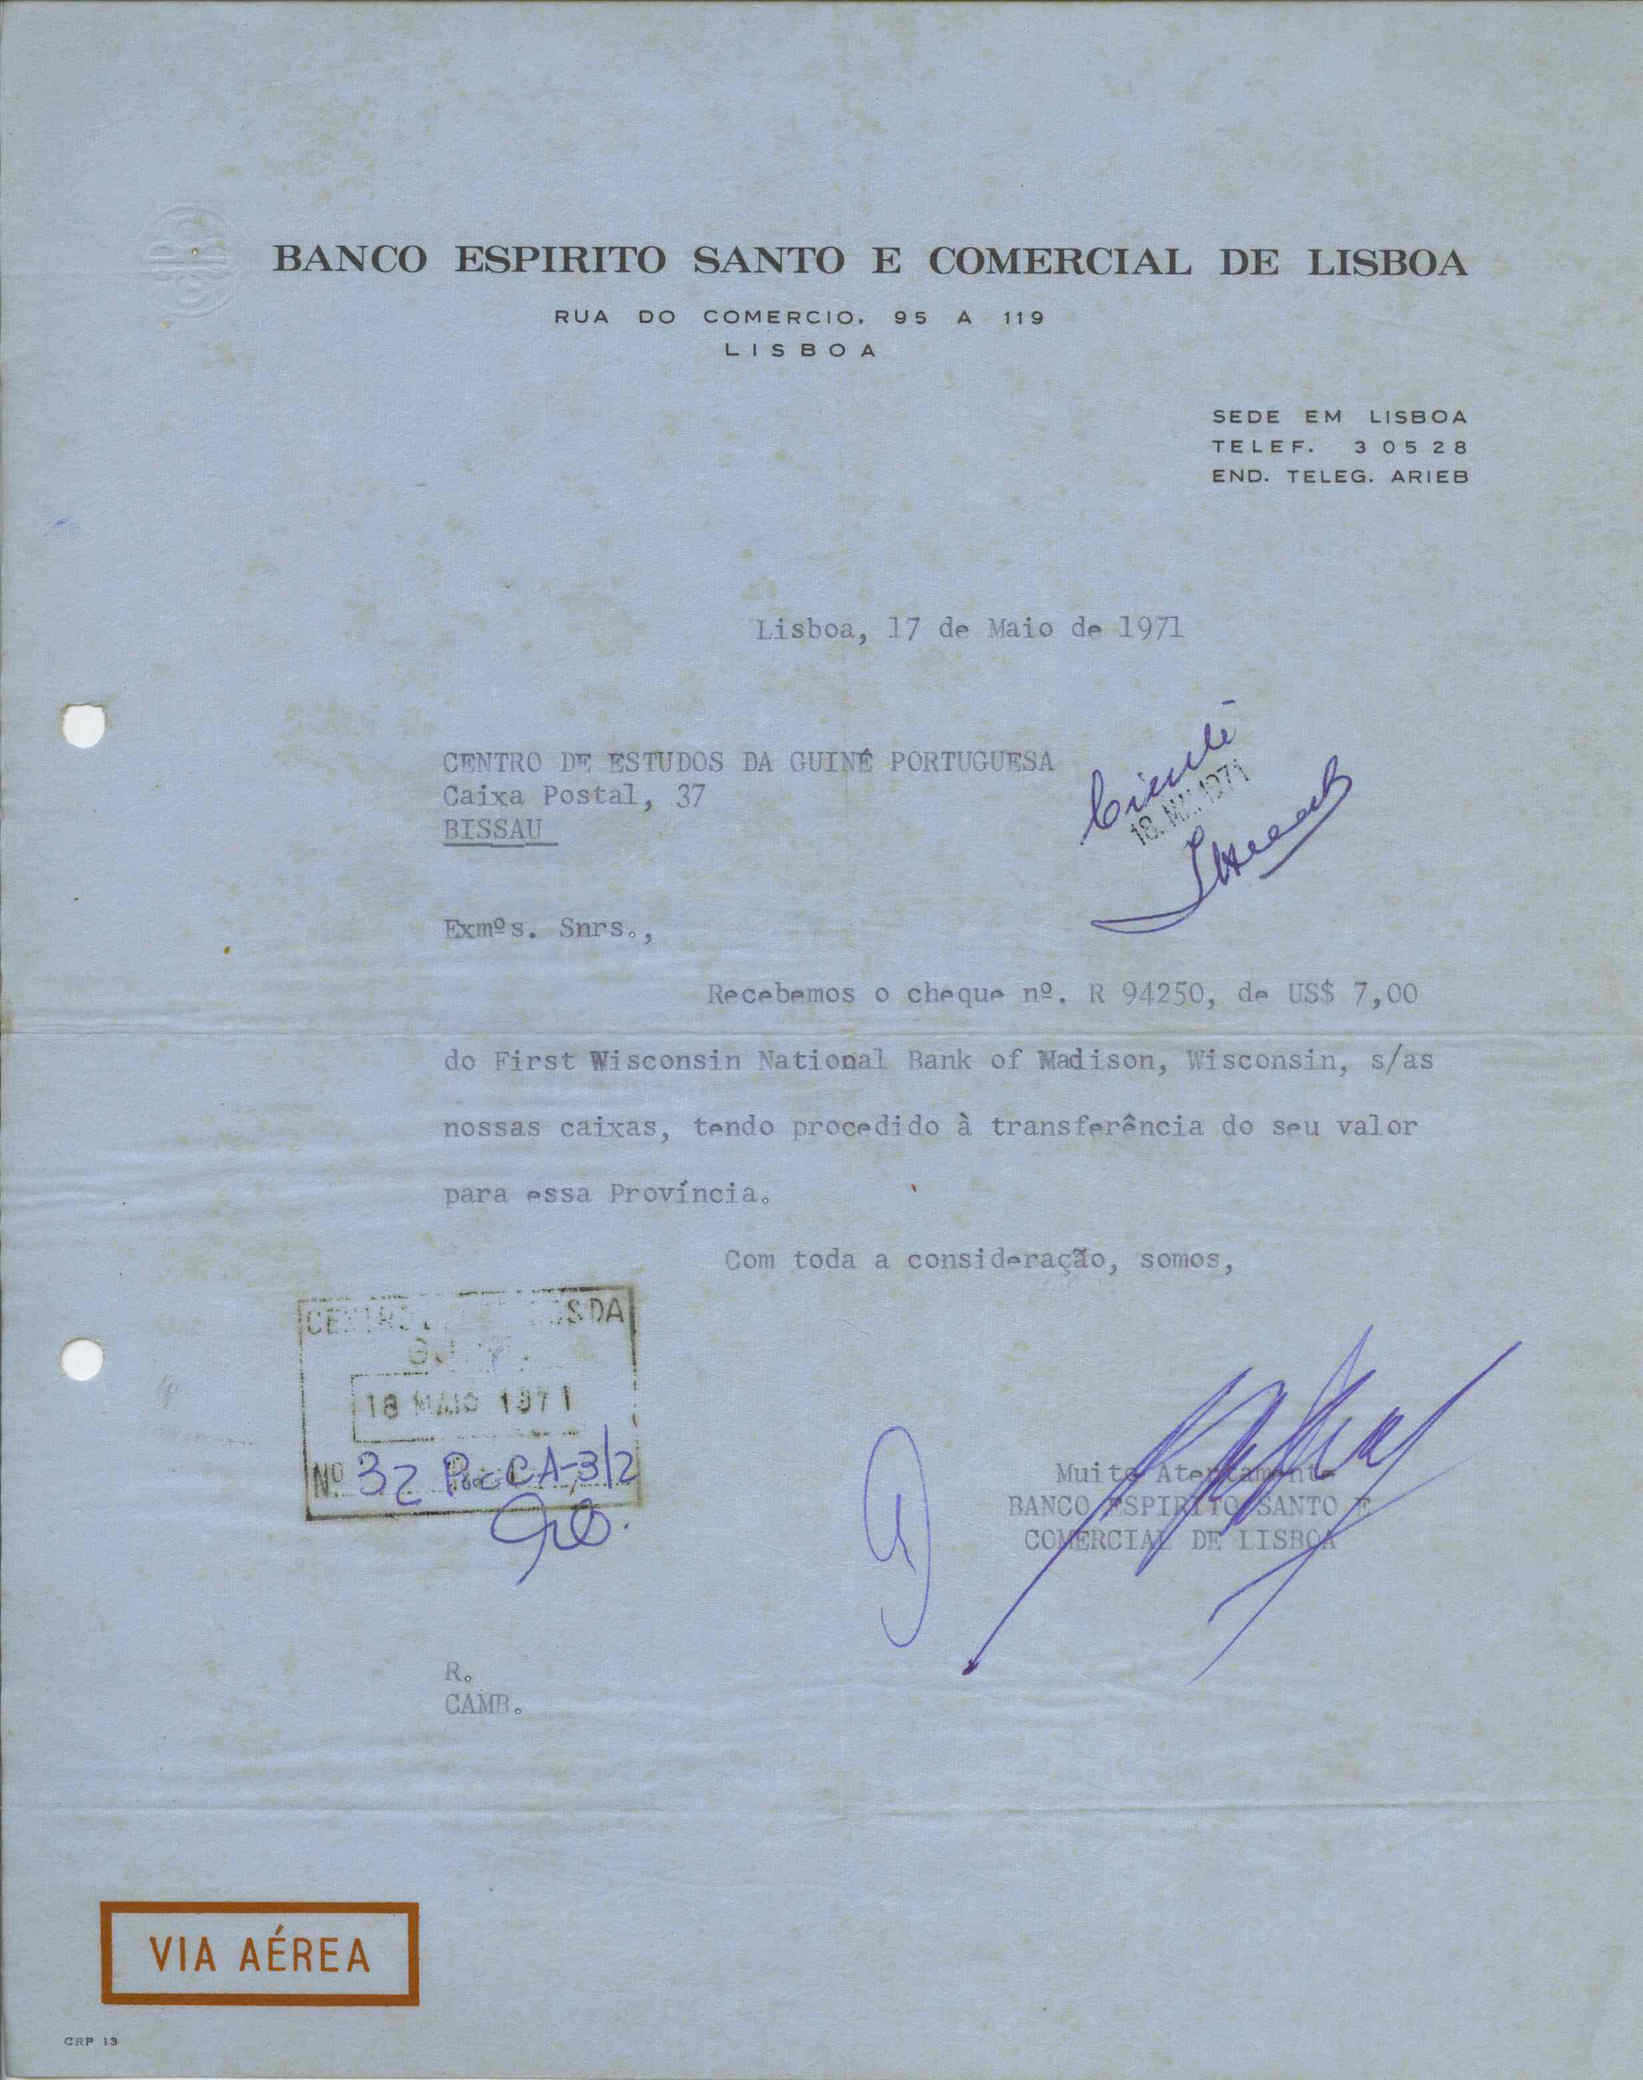 BANCO ESPIRITO SANTO E COMERCIAL DE LISBOA
RUA DO COMERCIO, 95 A 119
LISBOA
SEDE EM LISBOA
TELEF. 30528
END. TELEG. ARIEB
Lisboa, 17 de Maio de 1971
CENTRO DE ESTUDOS DA GUINÉ PORTUGUESA
Caixa Postal, 37
BISSAU
Ciente
18. MAI. 1971
Exmºs. Snrs.,
Recebemos o cheque nº. R 94250, de US$ 7,00
do First Wisconsin National Bank of Madison, Wisconsin, s/as
nossas caixas, tendo procedido à transferência do seu valor
para essa Província.
Com toda a consideração, somos,
18 MAIO 1971
Nº 32 Proc CA-3/2
Muito Atentamente
BANCO ESPIRITO SANTO E
COMERCIAL DE LISBOA
R.
CAMB.
VIA AÉREA
CRP 13